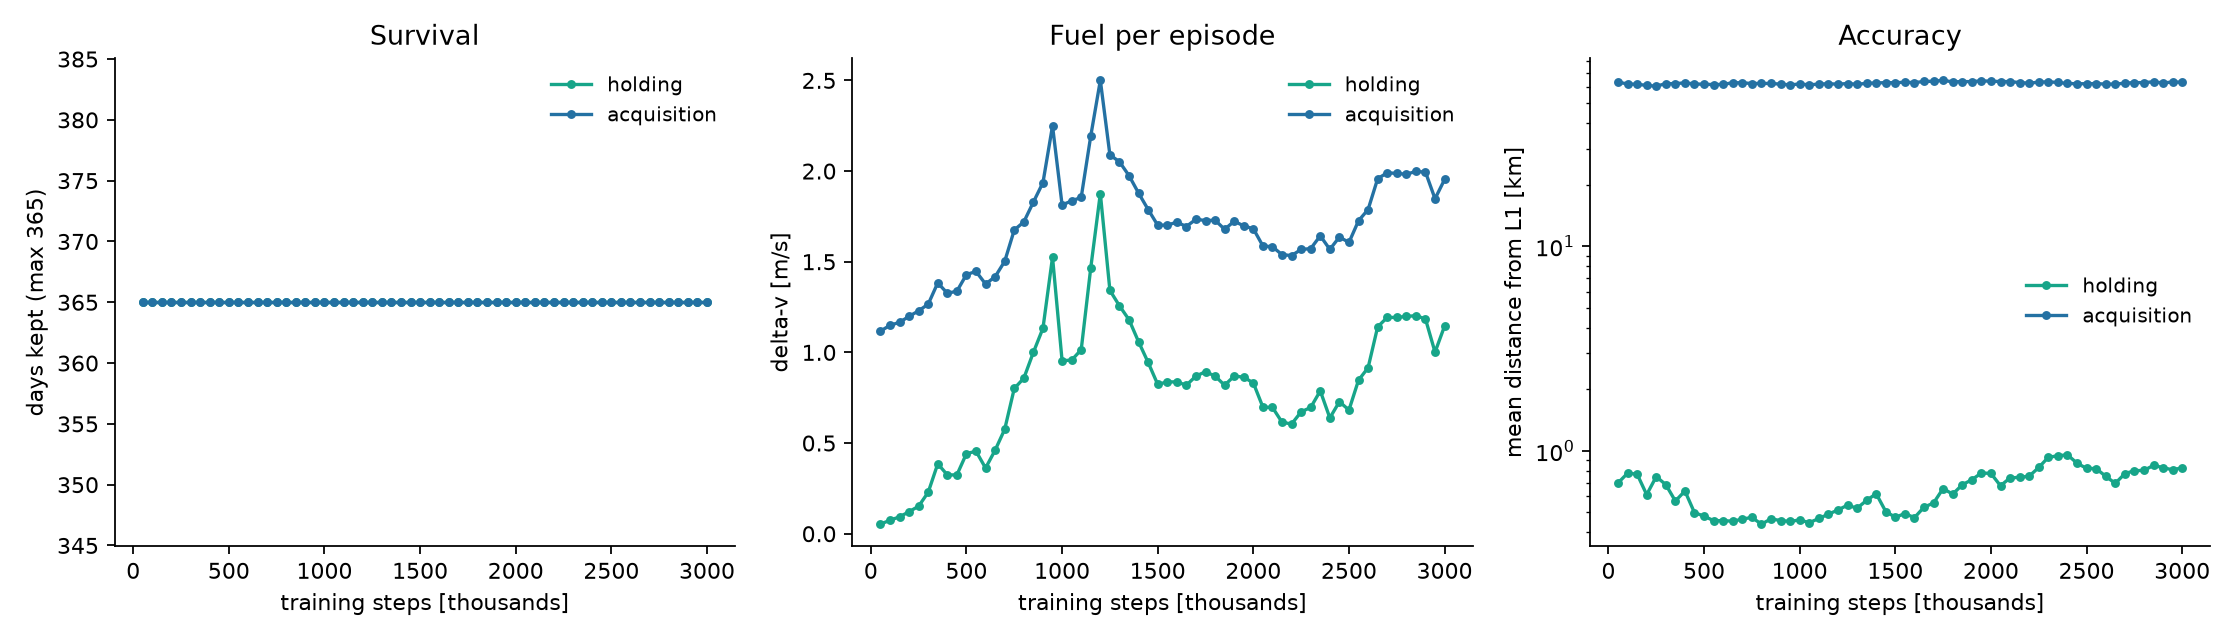 Survival
days kept (max 365)
385
380
375
370
365
360
355
350
345
holding
acquisition
0 500 1000 1500 2000 2500 3000
training steps [thousands]
Fuel per episode
delta-v [m/s]
2.5
2.0
1.5
1.0
0.5
0.0
holding
acquisition
0 500 1000 1500 2000 2500 3000
training steps [thousands]
Accuracy
mean distance from L1 [km]
10¹
10⁰
holding
acquisition
0 500 1000 1500 2000 2500 3000
training steps [thousands]